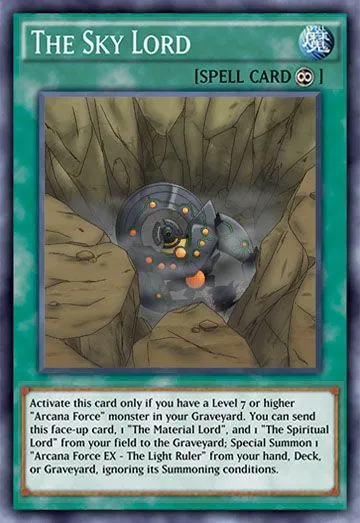 THE SKY LORD
[SPELL CARD ]
Activate this card only if you have a Level 7 or higher
"Arcana Force" monster in your Graveyard. You can send
this face-up card, 1 "The Material Lord", and 1 "The Spiritual
Lord" from your field to the Graveyard; Special Summon 1
"Arcana Force EX - The Light Ruler" from your hand, Deck,
or Graveyard, ignoring its Summoning conditions.